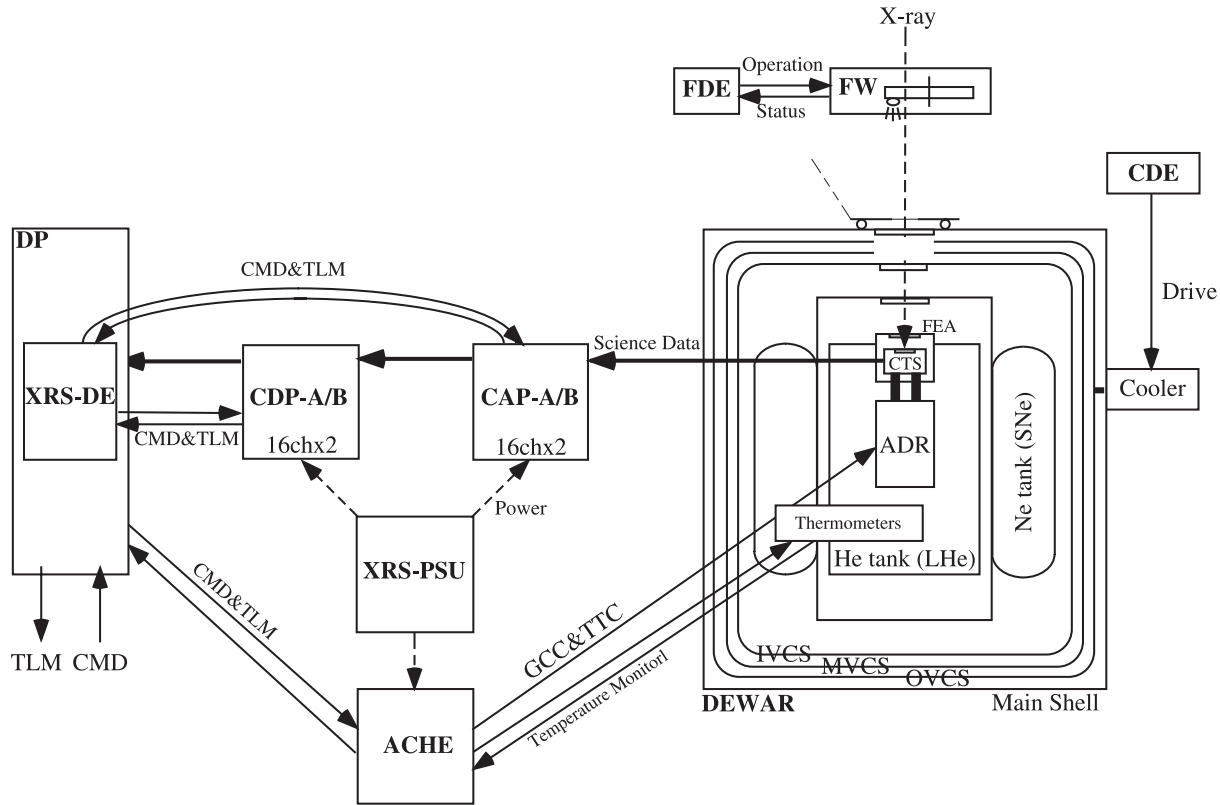 X-ray
FDE
Operation
Status
FW
CDE
Drive
Cooler
DP
CMD&TLM
XRS-DE
CMD&TLM
CDP-A/B
16chx2
CAP-A/B
16chx2
Science Data
FEA
CTS
ADR
Ne tank (SNe)
Thermometers
He tank (LHe)
Power
XRS-PSU
CMD&TLM
TLM
CMD
GCC&TTC
Temperature Monitorl
ACHE
IVCS
MVCS
OVCS
DEWAR
Main Shell